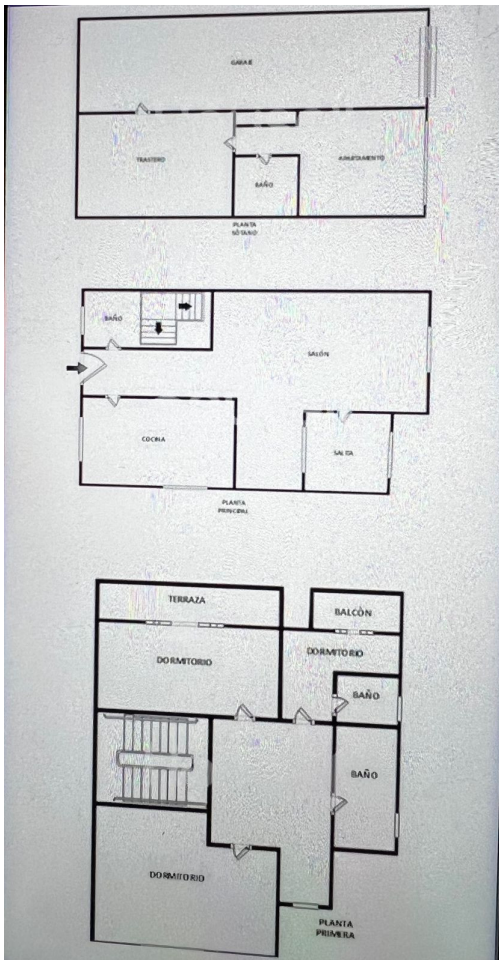 GARAJE
TRASTERO
APARTAMENTO
BAÑO
PLANTA
SÓTANO
BAÑO
SALÓN
COCINA
SALITA
PLANTA
PRINCIPAL
TERRAZA
BALCÓN
DORMITORIO
DORMITORIO
BAÑO
BAÑO
DORMITORIO
PLANTA
PRIMERA